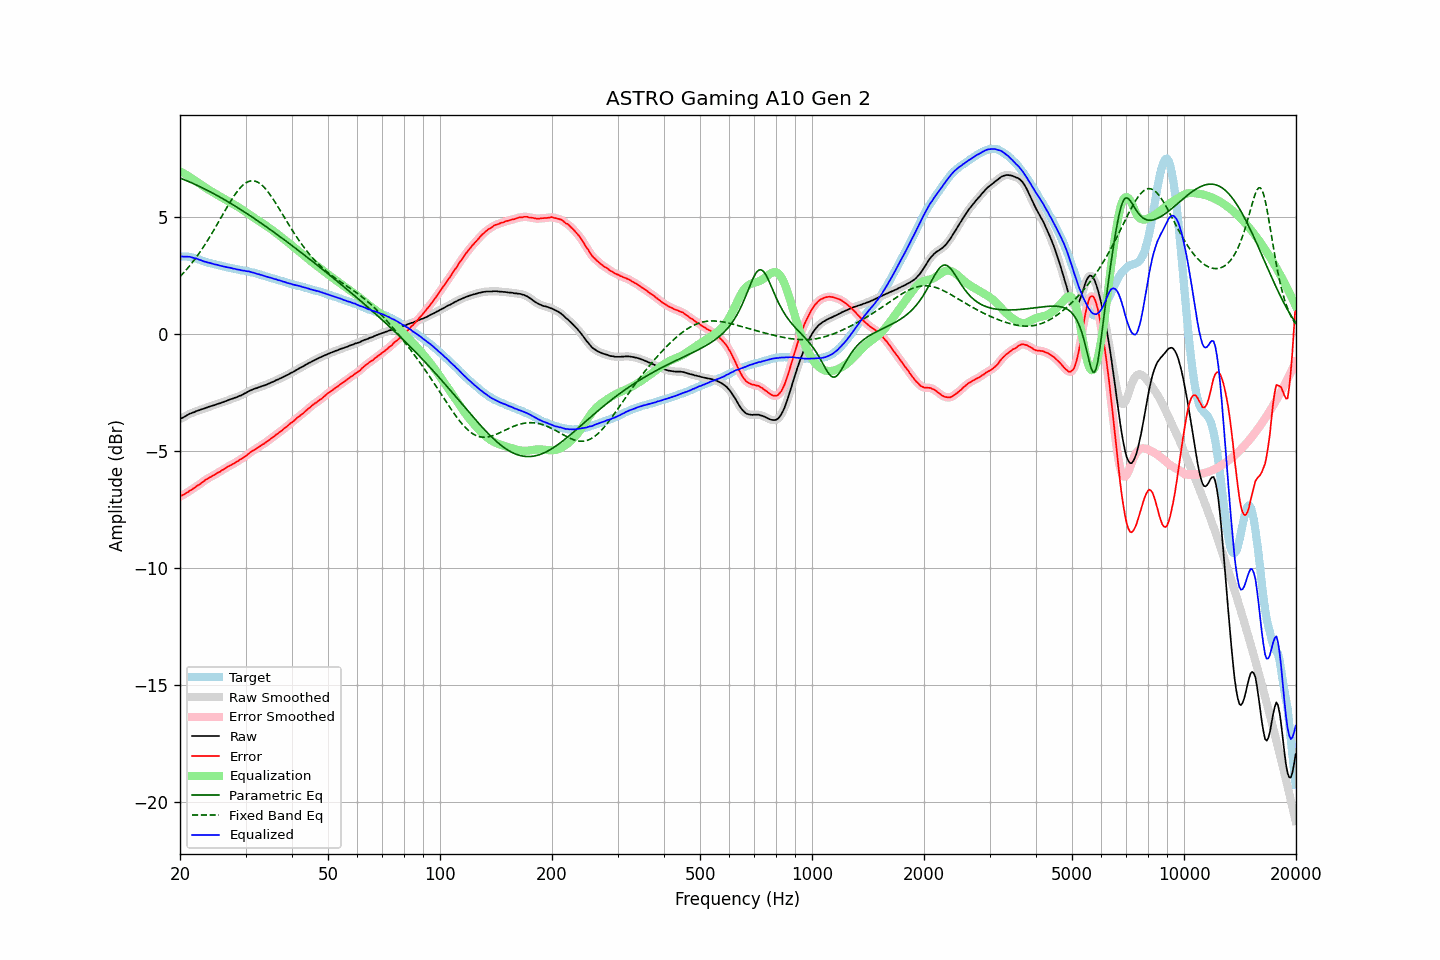 ASTRO Gaming A10 Gen 2
Amplitude (dBr)
5
0
−5
−10
−15
−20
Target
Raw Smoothed
Error Smoothed
Raw
Error
Equalization
Parametric Eq
Fixed Band Eq
Equalized
20 50 100 200 500 1000 2000 5000 10000 20000
Frequency (Hz)